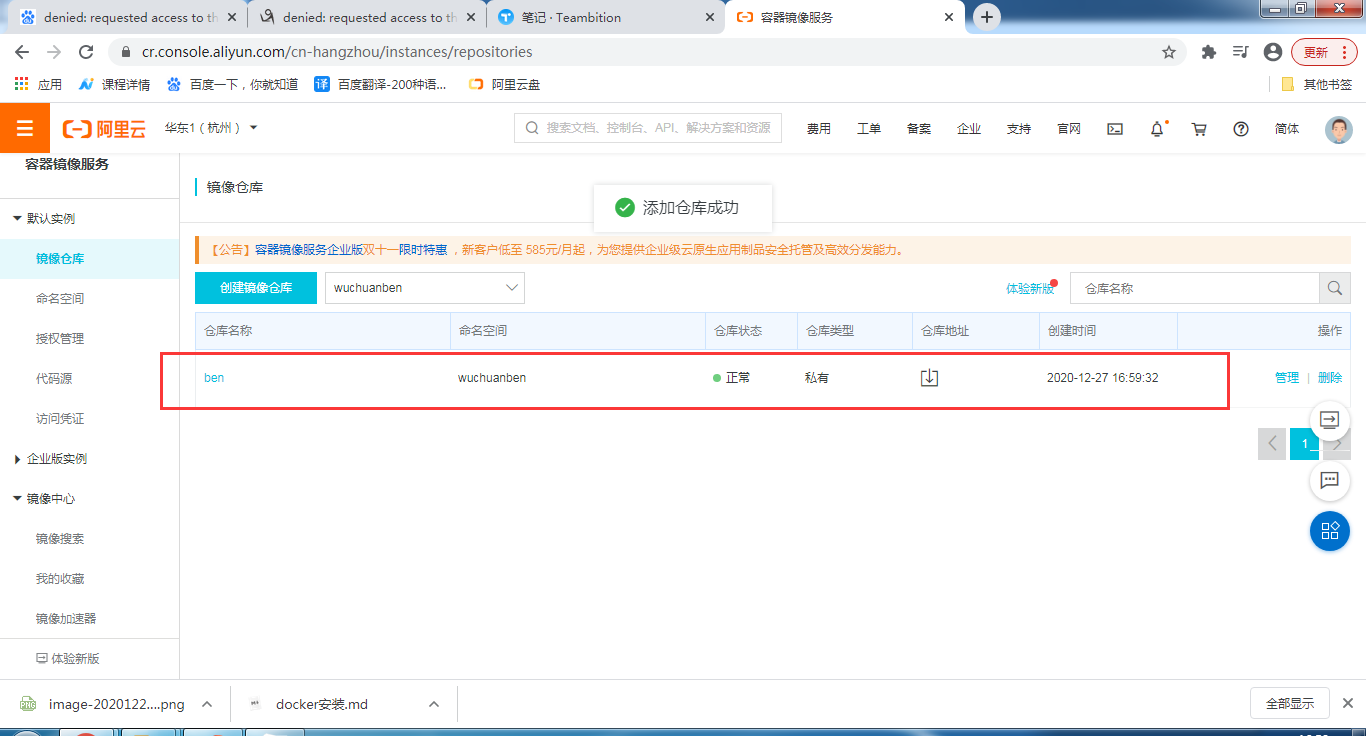 denied: requested access to th
denied: requested access to th
笔记 · Teambition
容器镜像服务
cr.console.aliyun.com/cn-hangzhou/instances/repositories
更新
应用
课程详情
百度一下，你就知道
译
百度翻译-200种语...
阿里云盘
其他书签
阿里云
华东1（杭州）
搜索文档、控制台、API、解决方案和资源
费用
工单
备案
企业
支持
官网
简体
容器镜像服务
默认实例
镜像仓库
命名空间
授权管理
代码源
访问凭证
企业版实例
镜像中心
镜像搜索
我的收藏
镜像加速器
体验新版
镜像仓库
添加仓库成功
【公告】容器镜像服务企业版双十一限时特惠 ，新客户低至 585元/月起，为您提供企业级云原生应用制品安全托管及高效分发能力。
创建镜像仓库
wuchuanben
体验新版
仓库名称
仓库名称 命名空间 仓库状态 仓库类型 仓库地址 创建时间 操作
ben wuchuanben 正常 私有 2020-12-27 16:59:32 管理 | 删除
1
image-2020122....png
docker安装.md
全部显示